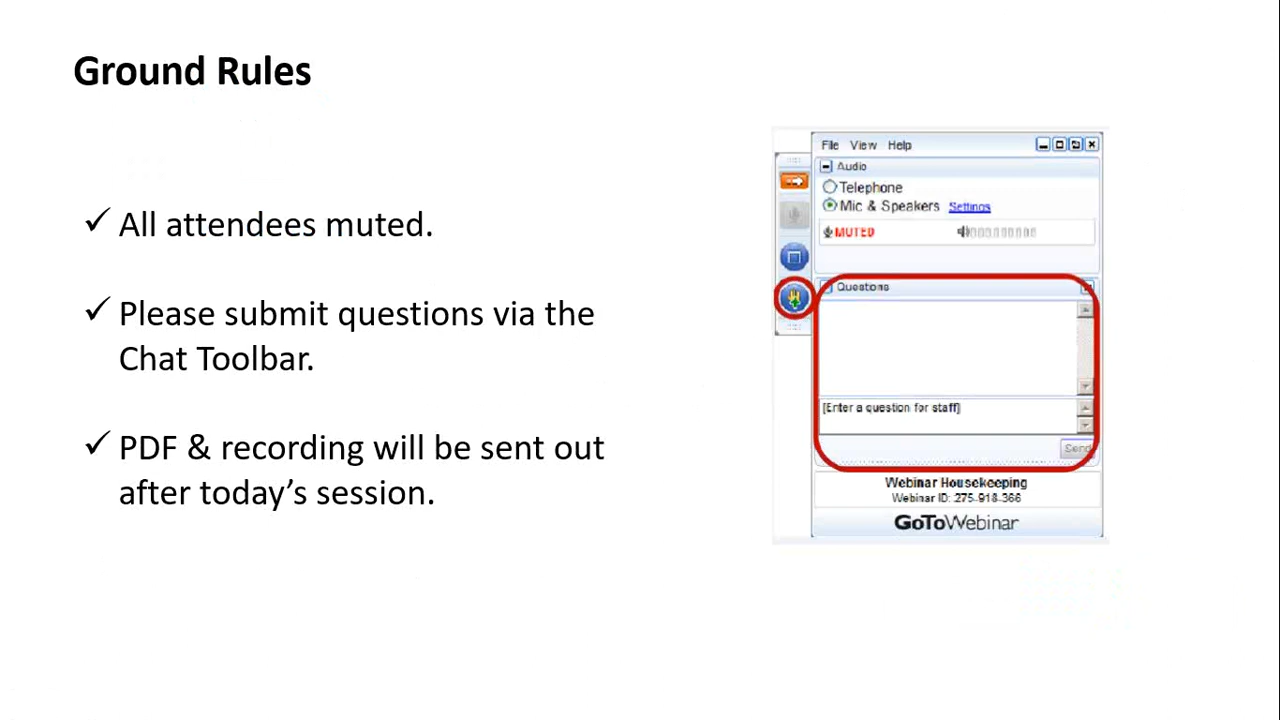 Ground Rules
✓ All attendees muted.
✓ Please submit questions via the
Chat Toolbar.
✓ PDF & recording will be sent out
after today’s session.
File View Help
Audio
Telephone
Mic & Speakers Settings
MUTED
Questions
[Enter a question for staff]
Send
Webinar Housekeeping
Webinar ID: 275-918-366
GoToWebinar